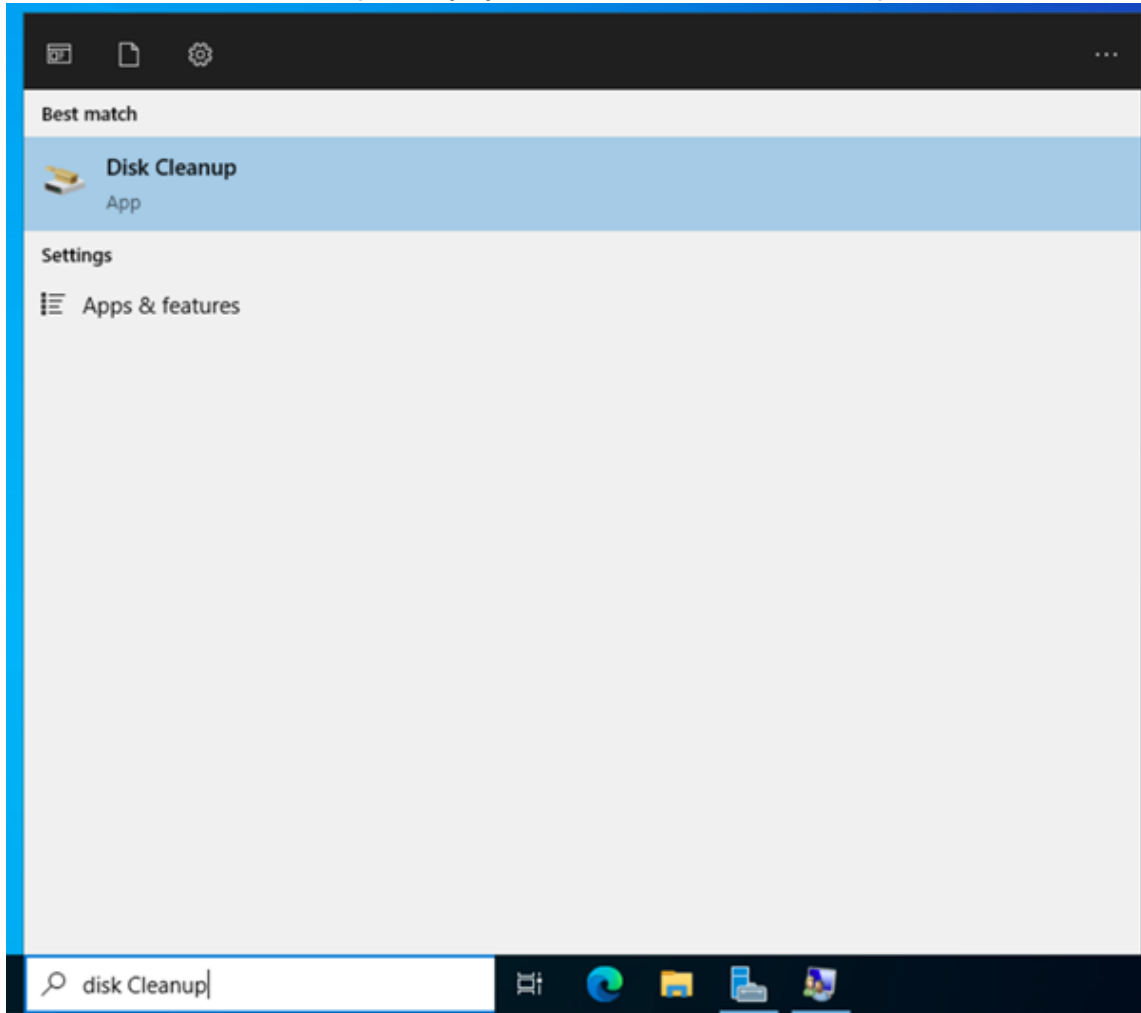 Best match
Disk Cleanup
App
Settings
Apps & features
disk Cleanup